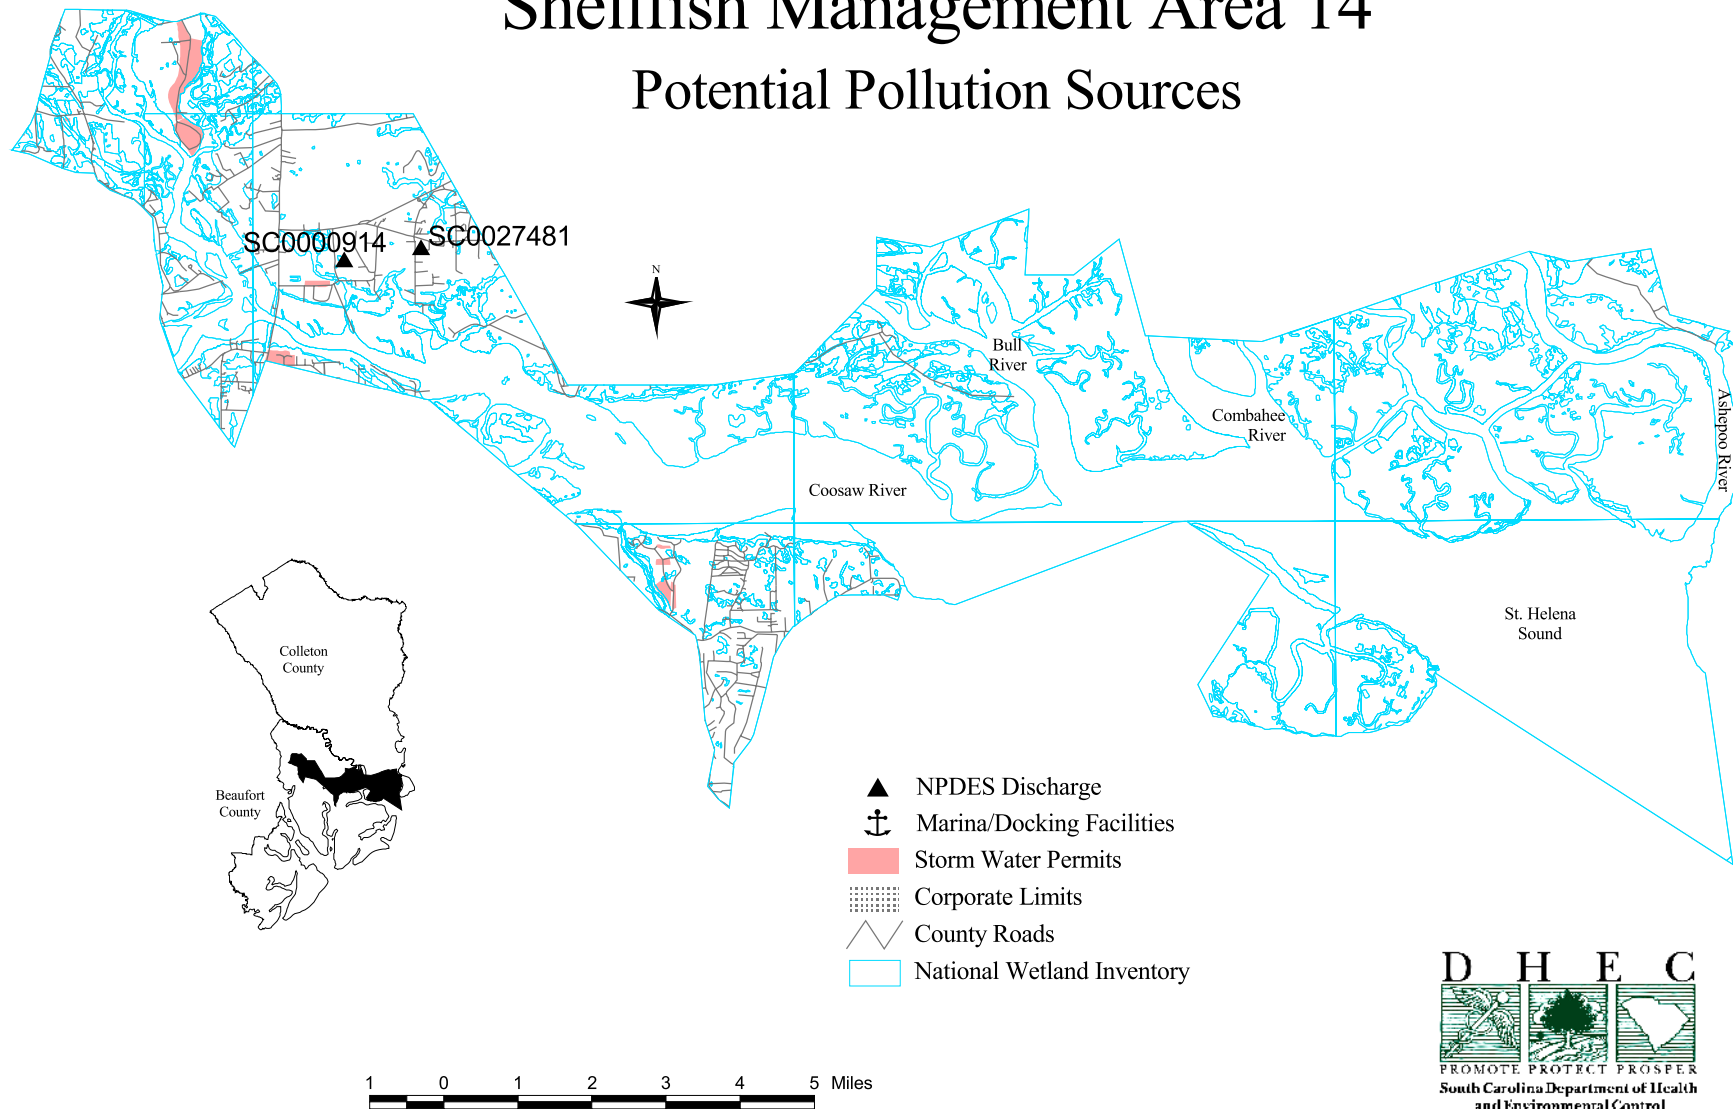 Shellfish Management Area 14
Potential Pollution Sources
SC0000914
SC0027481
N
Bull
River
Combahee
River
Ashepoo River
Coosaw River
St. Helena
Sound
Colleton
County
Beaufort
County
NPDES Discharge
Marina/Docking Facilities
Storm Water Permits
Corporate Limits
County Roads
National Wetland Inventory
1 0 1 2 3 4 5 Miles
D H E C
PROMOTE PROTECT PROSPER
South Carolina Department of Health
and Environmental Control